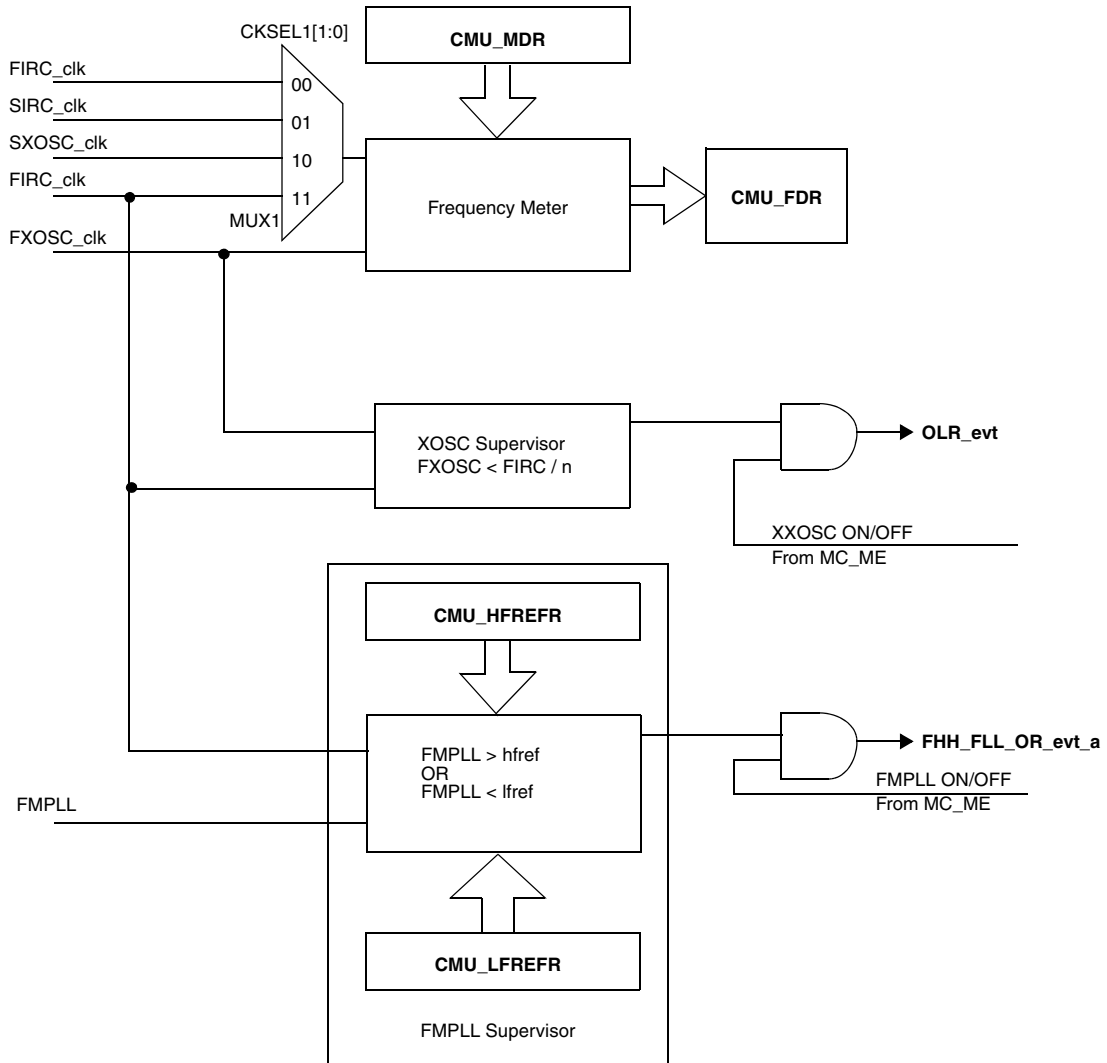 CKSEL1[1:0]
CMU_MDR
FIRC_clk
00
SIRC_clk
01
SXOSC_clk
10
FIRC_clk
11
MUX1
FXOSC_clk
Frequency Meter
CMU_FDR
XOSC Supervisor
FXOSC < FIRC / n
OLR_evt
XXOSC ON/OFF
From MC_ME
CMU_HFREFR
FMPLL > hfref
OR
FMPLL < lfref
FHH_FLL_OR_evt_a
FMPLL ON/OFF
From MC_ME
FMPLL
CMU_LFREFR
FMPLL Supervisor